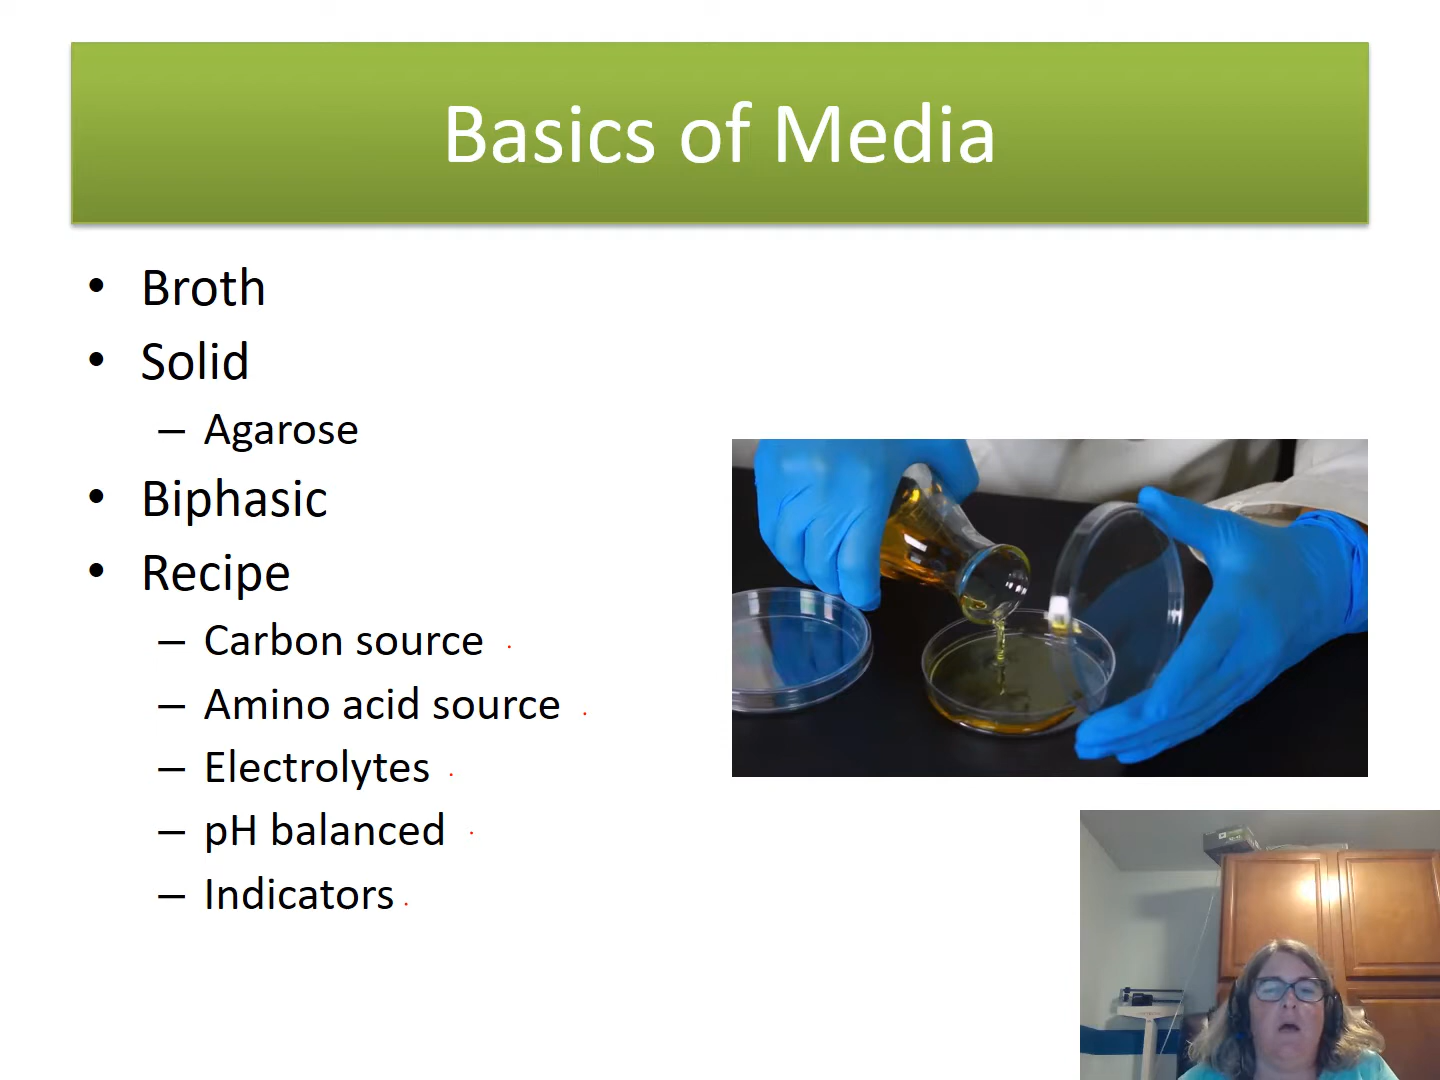 Basics of Media
• Broth
• Solid
– Agarose
• Biphasic
• Recipe
– Carbon source
– Amino acid source
– Electrolytes
– pH balanced
– Indicators